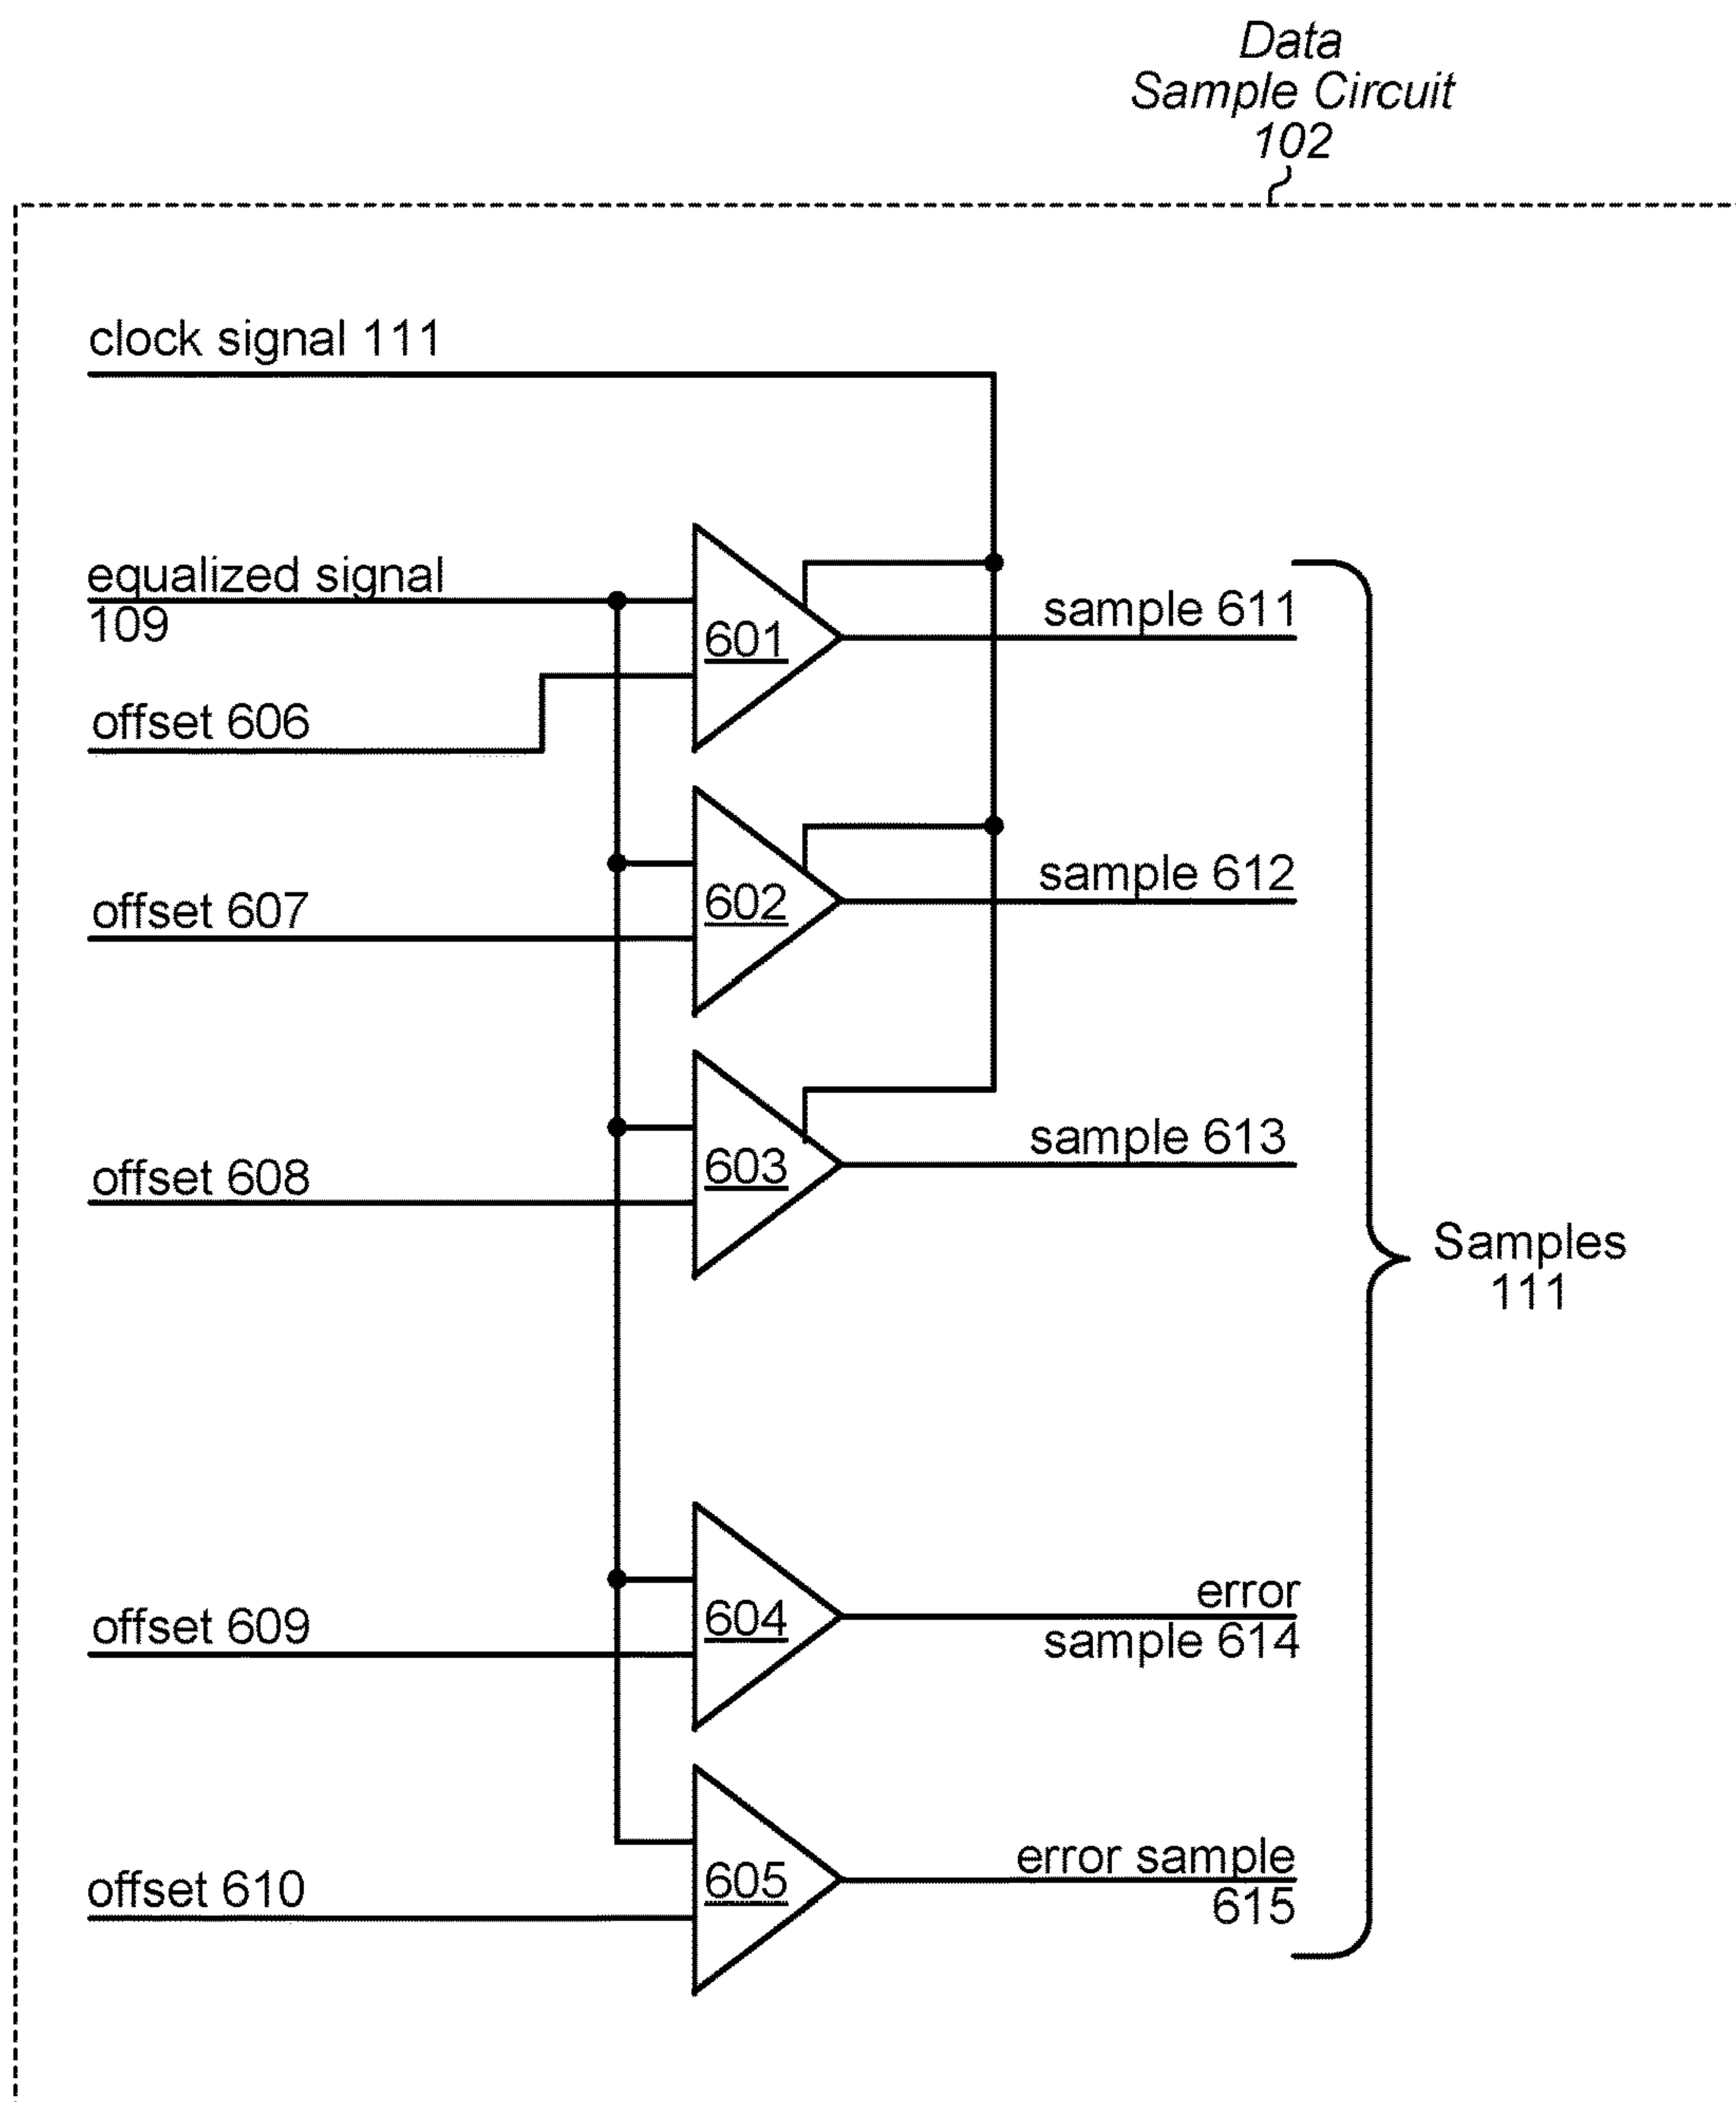 Data
Sample Circuit
102
clock signal 111
equalized signal
109
601
sample 611
offset 606
602
sample 612
offset 607
603
sample 613
offset 608
Samples
111
604
error
sample 614
offset 609
605
error sample
615
offset 610